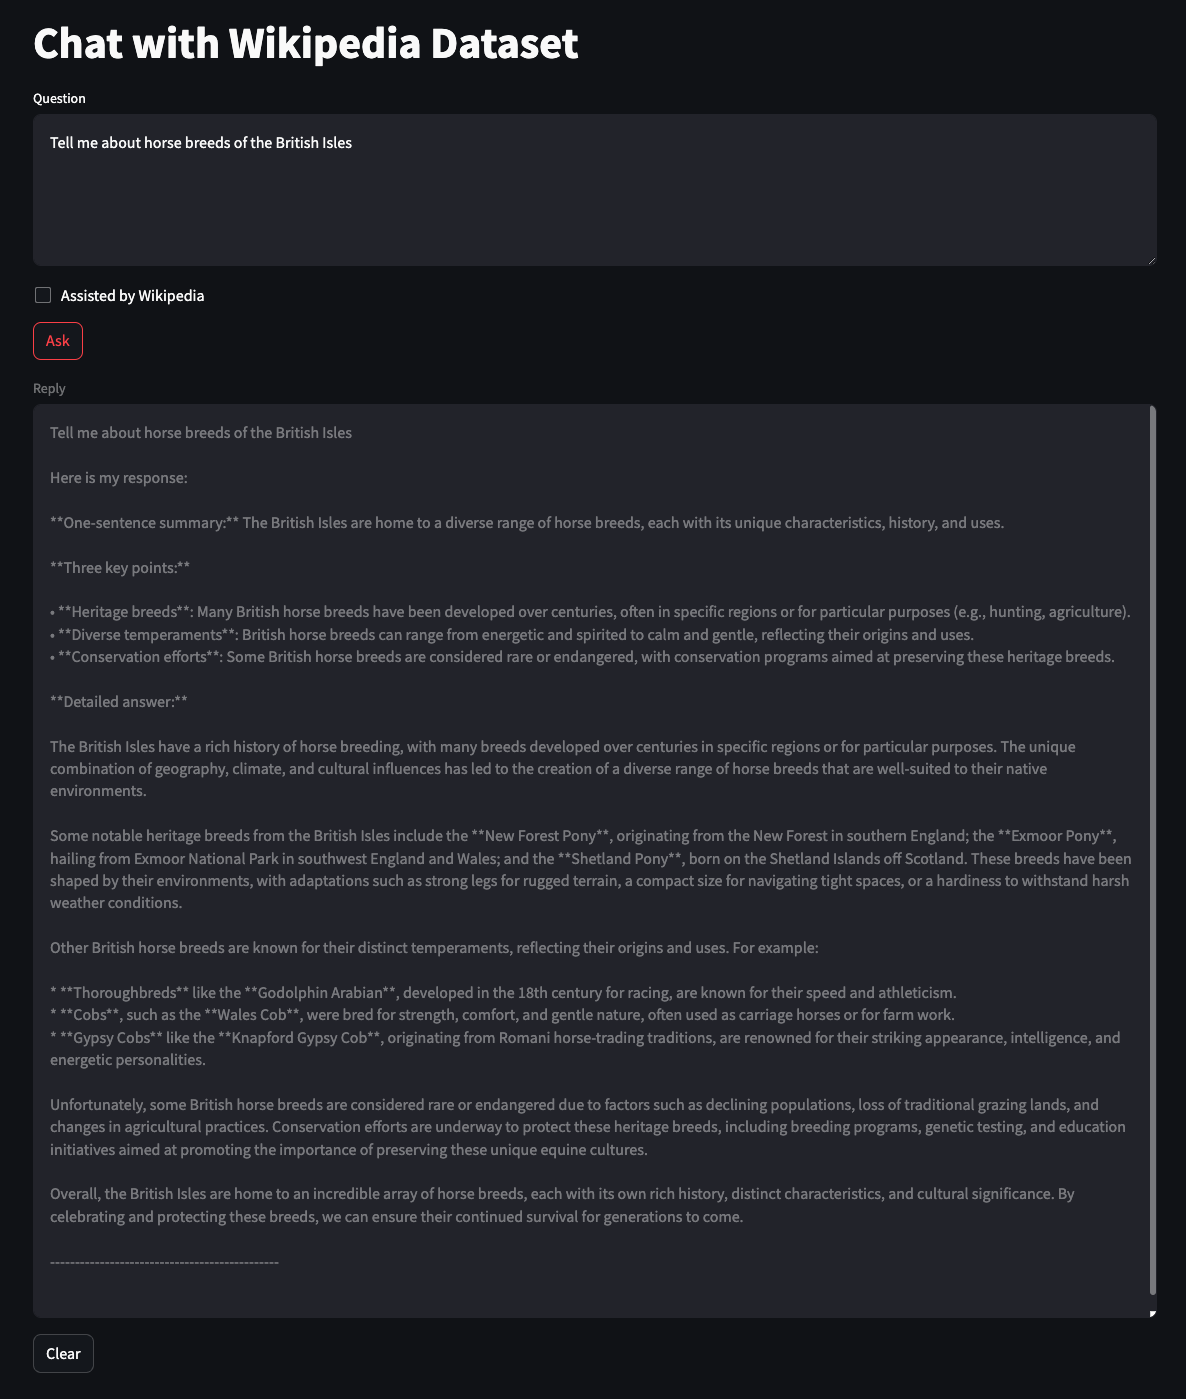 Chat with Wikipedia Dataset
Question
Tell me about horse breeds of the British Isles
Assisted by Wikipedia
Ask
Reply
Tell me about horse breeds of the British Isles
Here is my response:
**One-sentence summary:** The British Isles are home to a diverse range of horse breeds, each with its unique characteristics, history, and uses.
**Three key points:**
• **Heritage breeds**: Many British horse breeds have been developed over centuries, often in specific regions or for particular purposes (e.g., hunting, agriculture).
• **Diverse temperaments**: British horse breeds can range from energetic and spirited to calm and gentle, reflecting their origins and uses.
• **Conservation efforts**: Some British horse breeds are considered rare or endangered, with conservation programs aimed at preserving these heritage breeds.
**Detailed answer:**
The British Isles have a rich history of horse breeding, with many breeds developed over centuries in specific regions or for particular purposes. The unique
combination of geography, climate, and cultural influences has led to the creation of a diverse range of horse breeds that are well-suited to their native
environments.
Some notable heritage breeds from the British Isles include the **New Forest Pony**, originating from the New Forest in southern England; the **Exmoor Pony**,
hailing from Exmoor National Park in southwest England and Wales; and the **Shetland Pony**, born on the Shetland Islands off Scotland. These breeds have been
shaped by their environments, with adaptations such as strong legs for rugged terrain, a compact size for navigating tight spaces, or a hardiness to withstand harsh
weather conditions.
Other British horse breeds are known for their distinct temperaments, reflecting their origins and uses. For example:
* **Thoroughbreds** like the **Godolphin Arabian**, developed in the 18th century for racing, are known for their speed and athleticism.
* **Cobs**, such as the **Wales Cob**, were bred for strength, comfort, and gentle nature, often used as carriage horses or for farm work.
* **Gypsy Cobs** like the **Knapford Gypsy Cob**, originating from Romani horse-trading traditions, are renowned for their striking appearance, intelligence, and
energetic personalities.
Unfortunately, some British horse breeds are considered rare or endangered due to factors such as declining populations, loss of traditional grazing lands, and
changes in agricultural practices. Conservation efforts are underway to protect these heritage breeds, including breeding programs, genetic testing, and education
initiatives aimed at promoting the importance of preserving these unique equine cultures.
Overall, the British Isles are home to an incredible array of horse breeds, each with its own rich history, distinct characteristics, and cultural significance. By
celebrating and protecting these breeds, we can ensure their continued survival for generations to come.
----------------------------------------------
Clear